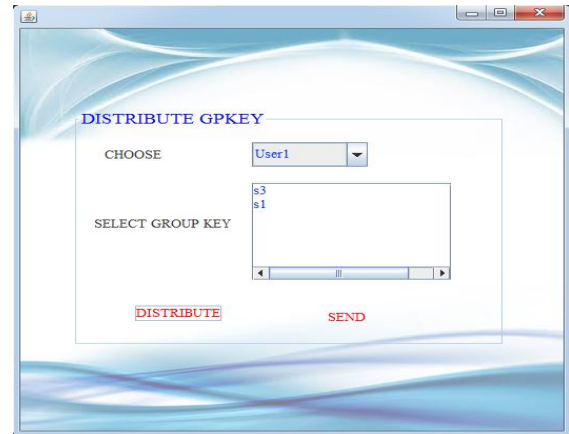 DISTRIBUTE GPKEY
CHOOSE User1
s3
s1
SELECT GROUP KEY
DISTRIBUTE SEND